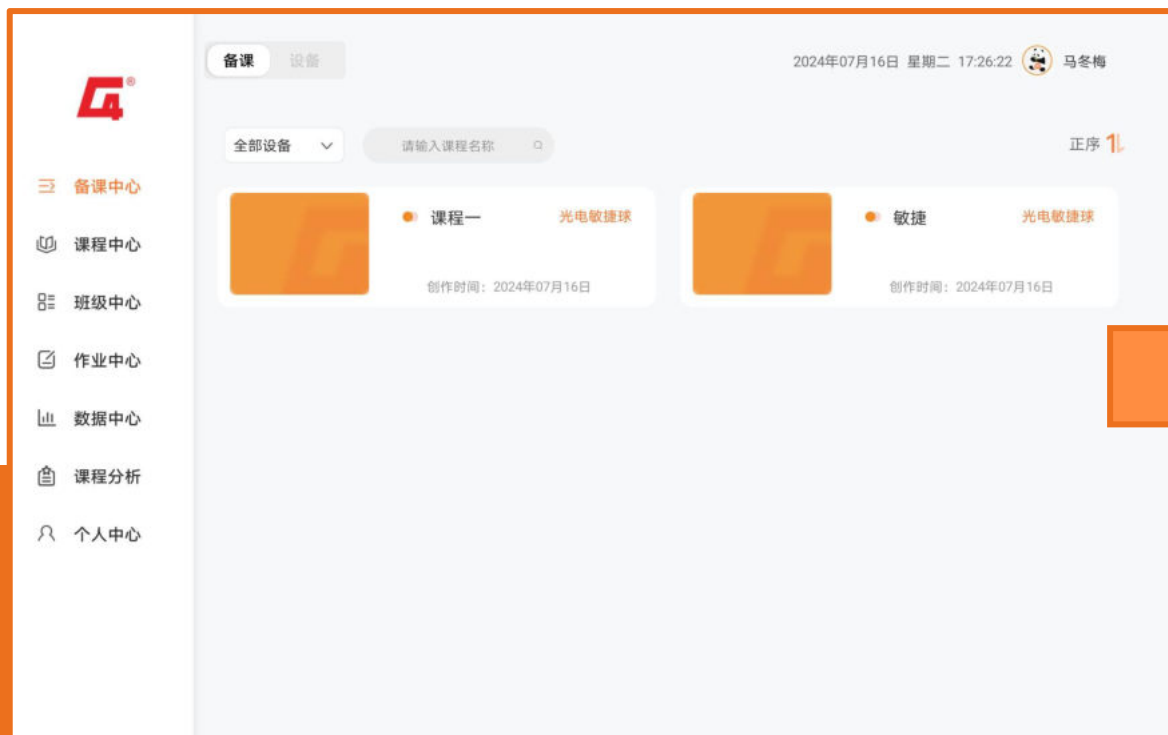 备课 设备
2024年07月16日 星期二 17:26:22 马冬梅
G4®
全部设备 请输入课程名称 正序
备课中心
课程中心
班级中心
作业中心
数据中心
课程分析
个人中心
课程一 光电敏捷球
创作时间：2024年07月16日
敏捷 光电敏捷球
创作时间：2024年07月16日